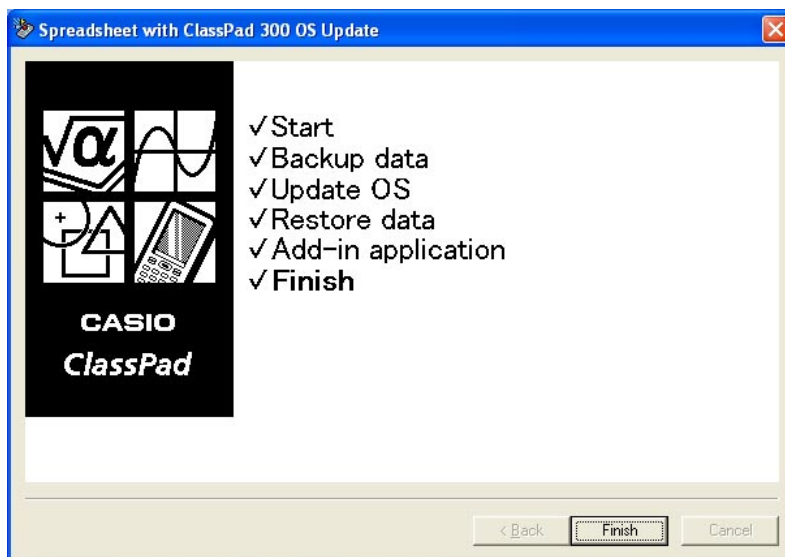 Spreadsheet with ClassPad 300 OS Update
√α
√Start
√Backup data
√Update OS
√Restore data
√Add-in application
√Finish
+
CASIO
ClassPad
< Back
Finish
Cancel